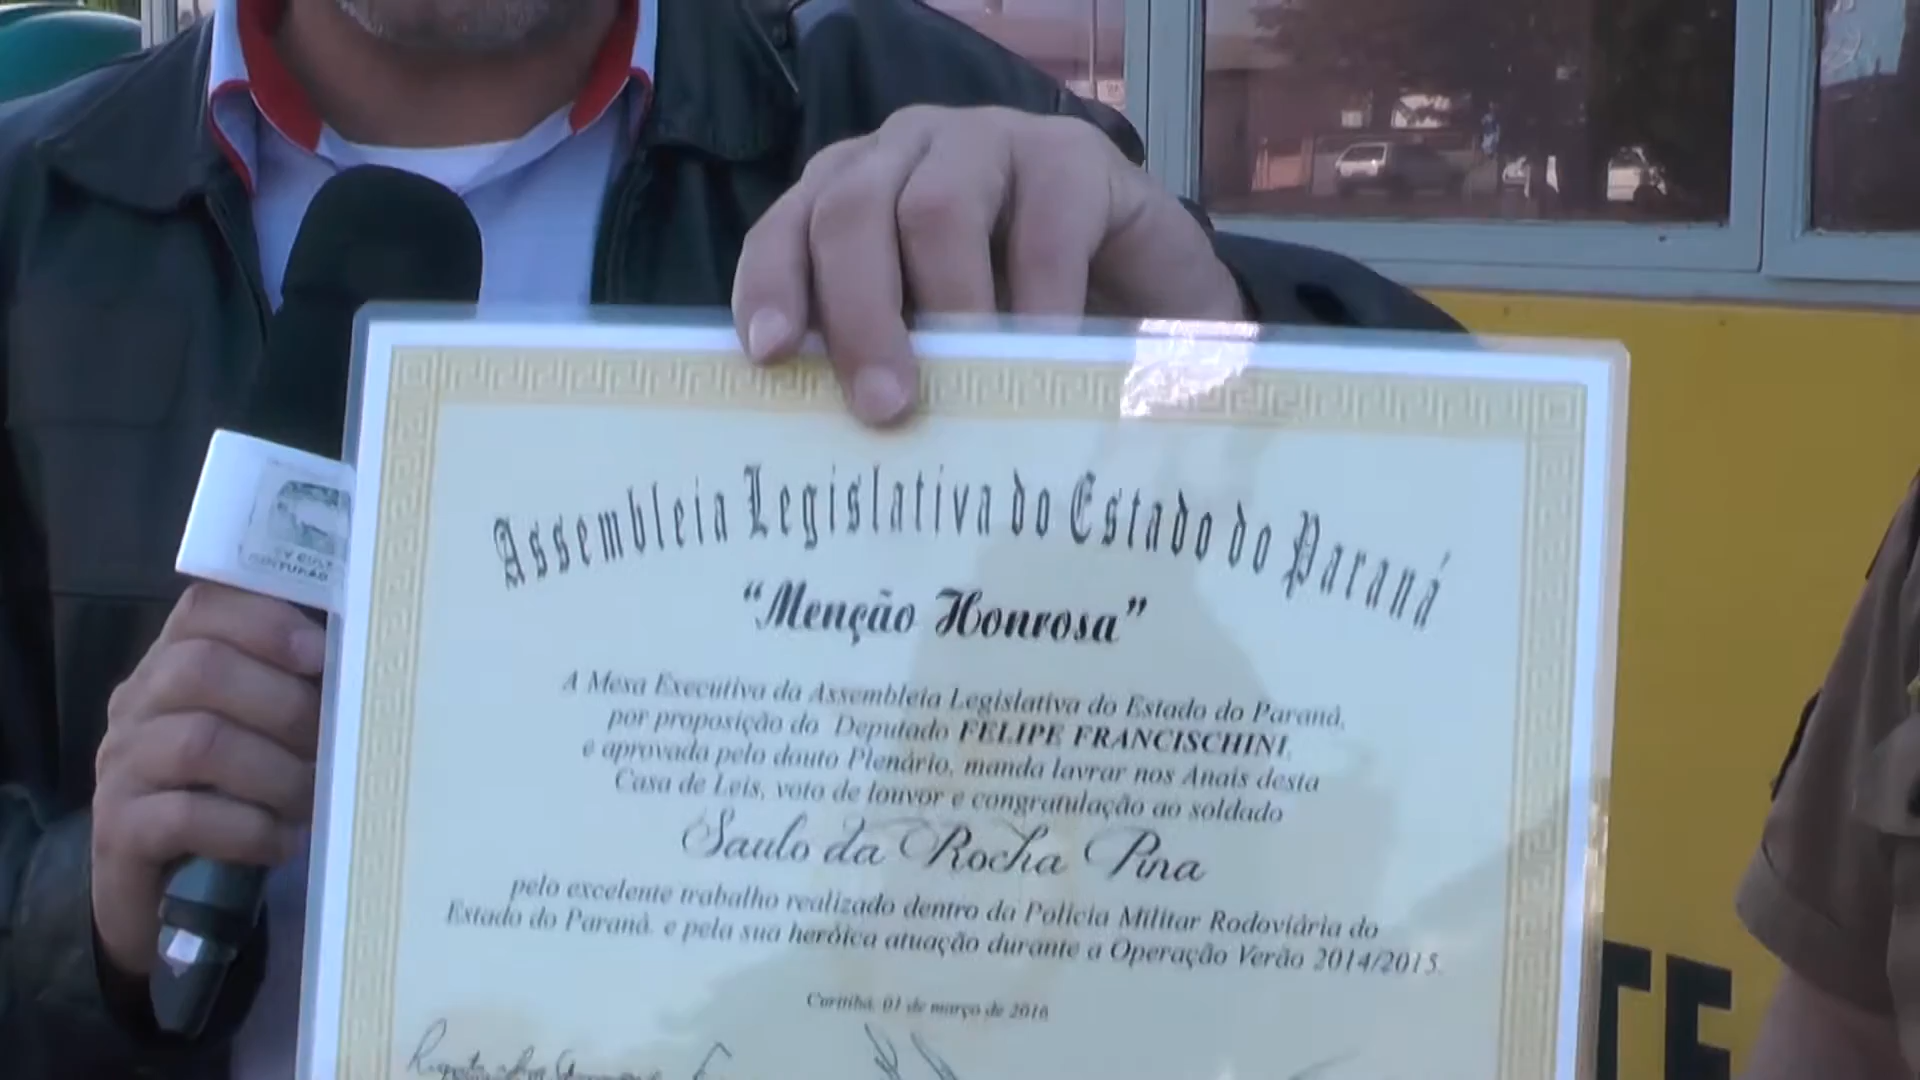 Assembleia Legislativa do Estado do Paraná
“Menção Honrosa”
A Mesa Executiva da Assembleia Legislativa do Estado do Paraná,
por proposição do Deputado FELIPE FRANCISCHINI,
e aprovada pelo douto Plenário, manda lavrar nos Anais desta
Casa de Leis, voto de louvor e congratulação ao soldado
Saulo da Rocha Pina
pelo excelente trabalho realizado dentro da Polícia Militar Rodoviária do
Estado do Paraná, e pela sua heróica atuação durante a Operação Verão 2014/2015.
Curitiba, 01 de março de 2016
TE